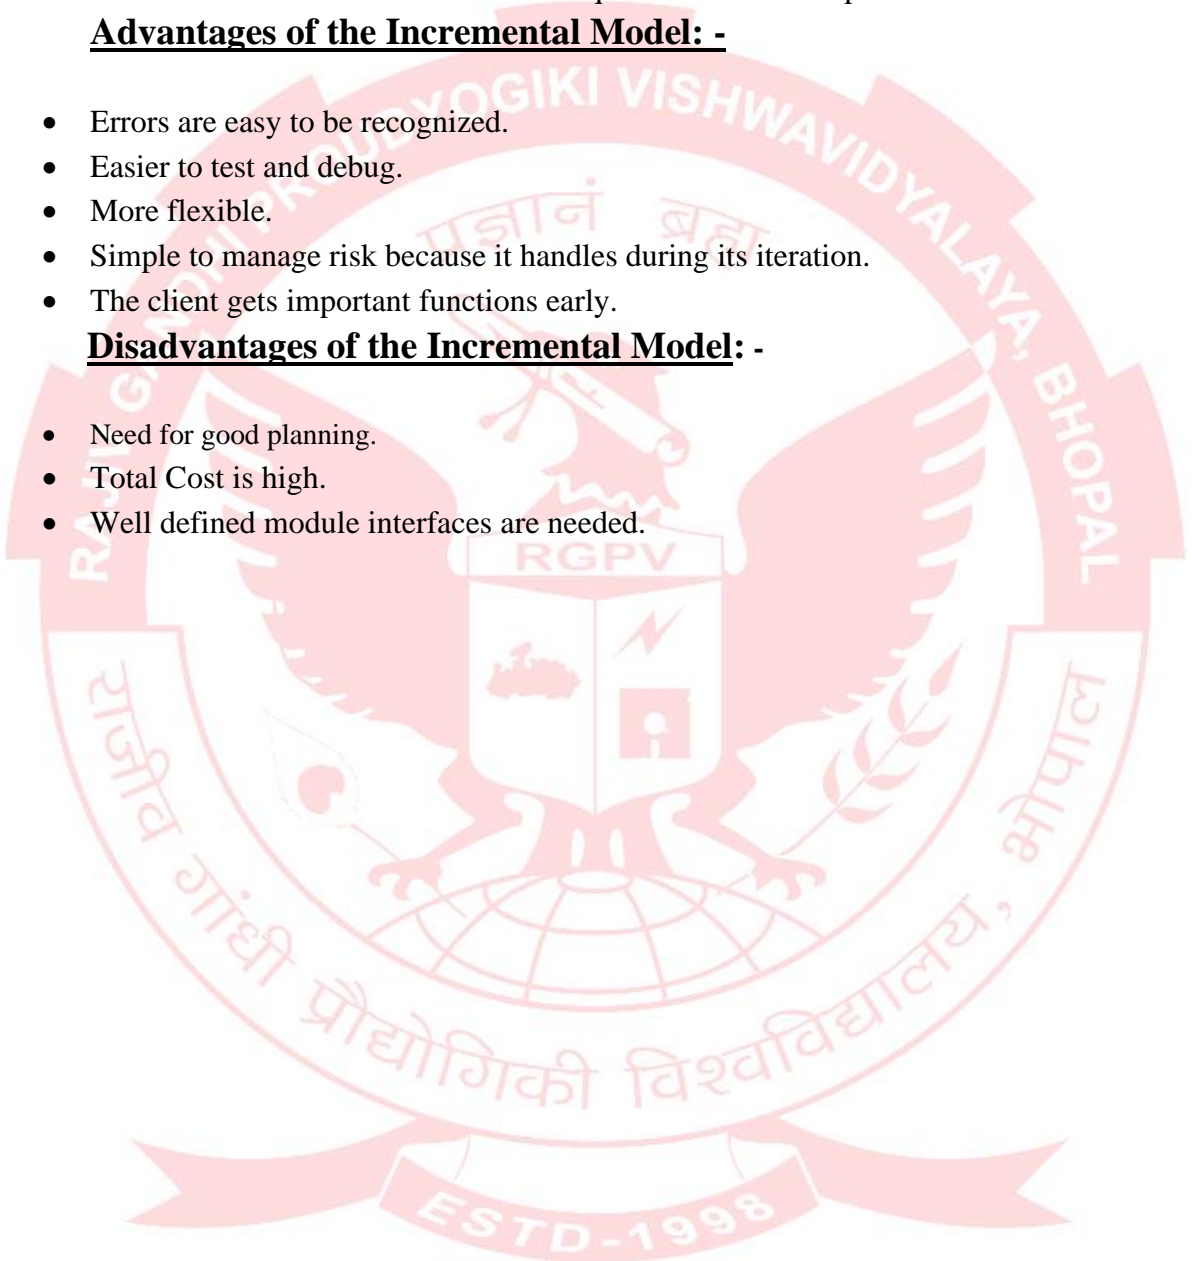 Advantages of the Incremental Model: -
• Errors are easy to be recognized.
• Easier to test and debug.
• More flexible.
• Simple to manage risk because it handles during its iteration.
• The client gets important functions early.
Disadvantages of the Incremental Model: -
• Need for good planning.
• Total Cost is high.
• Well defined module interfaces are needed.
RAJIV GANDHI PROUDYOGIKI VISHWAVIDYALAYA, BHOPAL
प्रज्ञानं ब्रह्म
RGPV
राजीव गांधी प्रौद्योगिकी विश्वविद्यालय, भोपाल
ESTD-1998